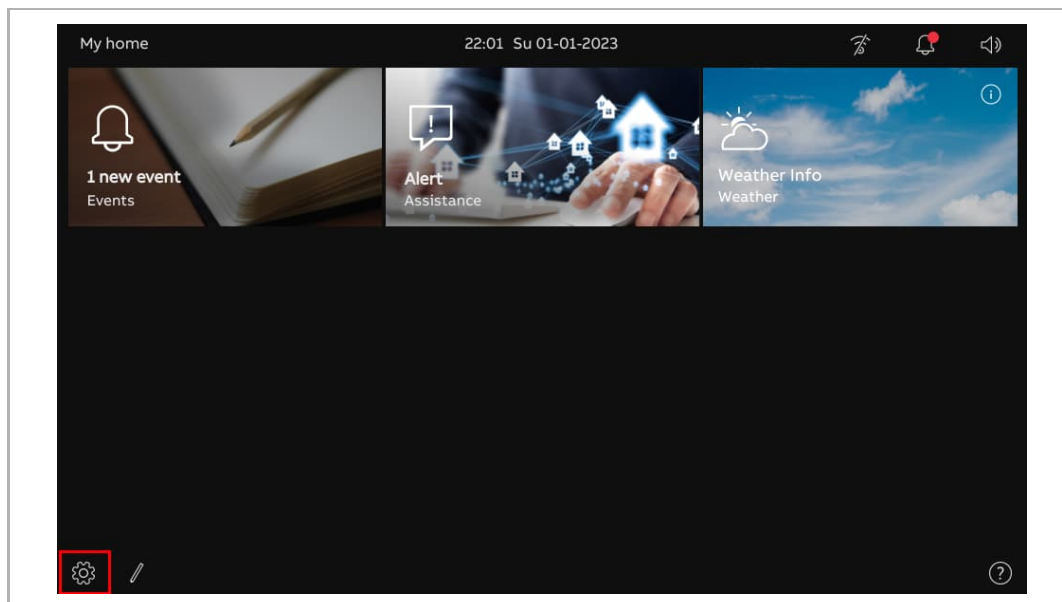 My home
22:01 Su 01-01-2023
1 new event
Events
Alert
Assistance
Weather Info
Weather